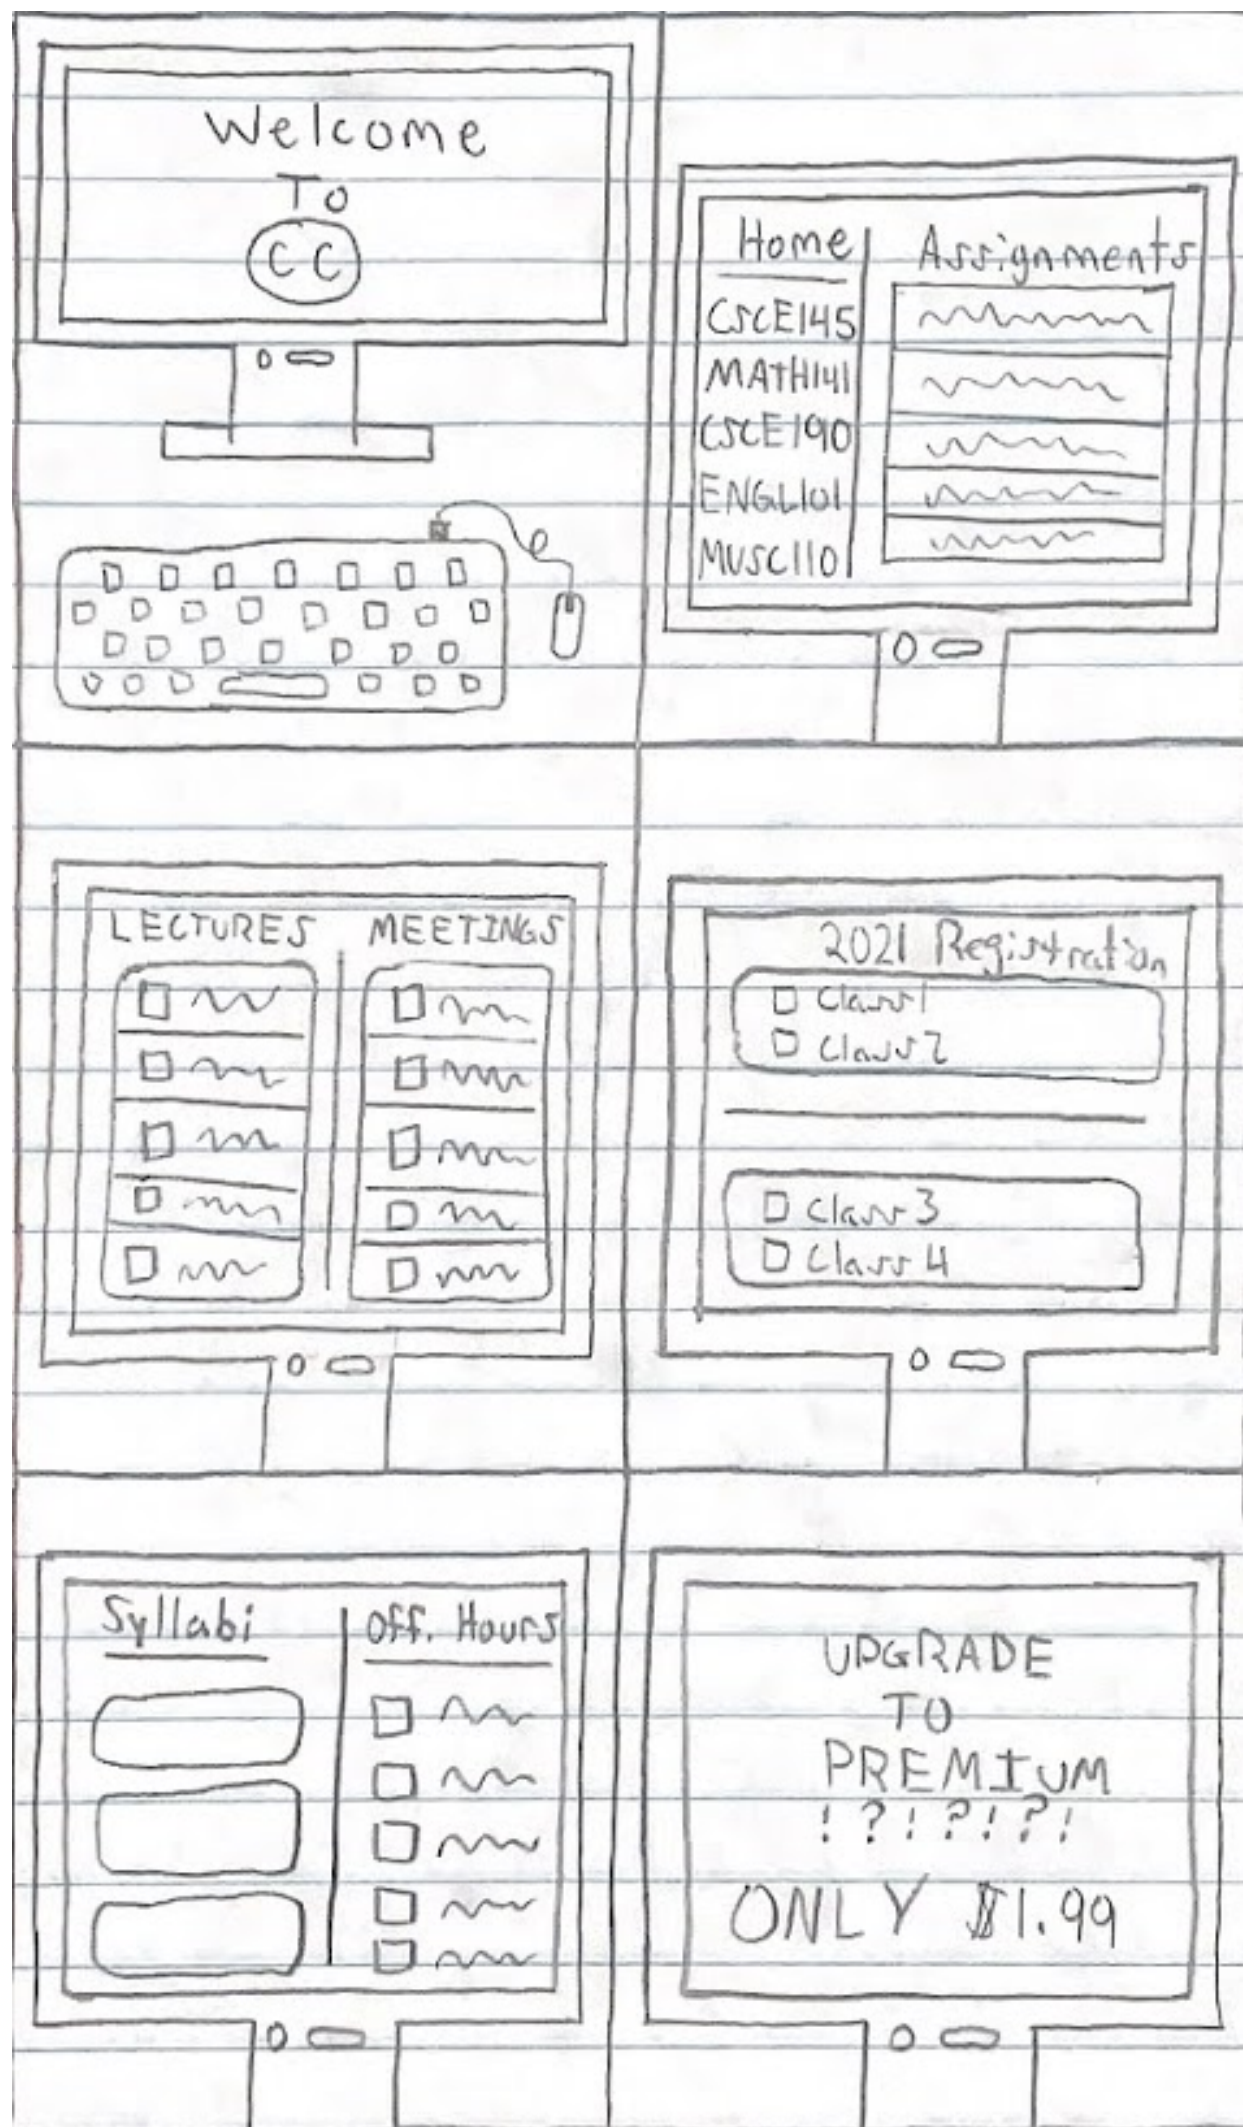 Welcome
To
CC
Home
CSCE145
MATH141
CSCE190
ENGL101
MUSC110
Assignments
LECTURES
MEETINGS
2021 Registration
Class 1
Class 2
Class 3
Class 4
Syllabi
Off. Hours
UPGRADE
TO
PREMIUM
!?!?!?!
ONLY $1.99